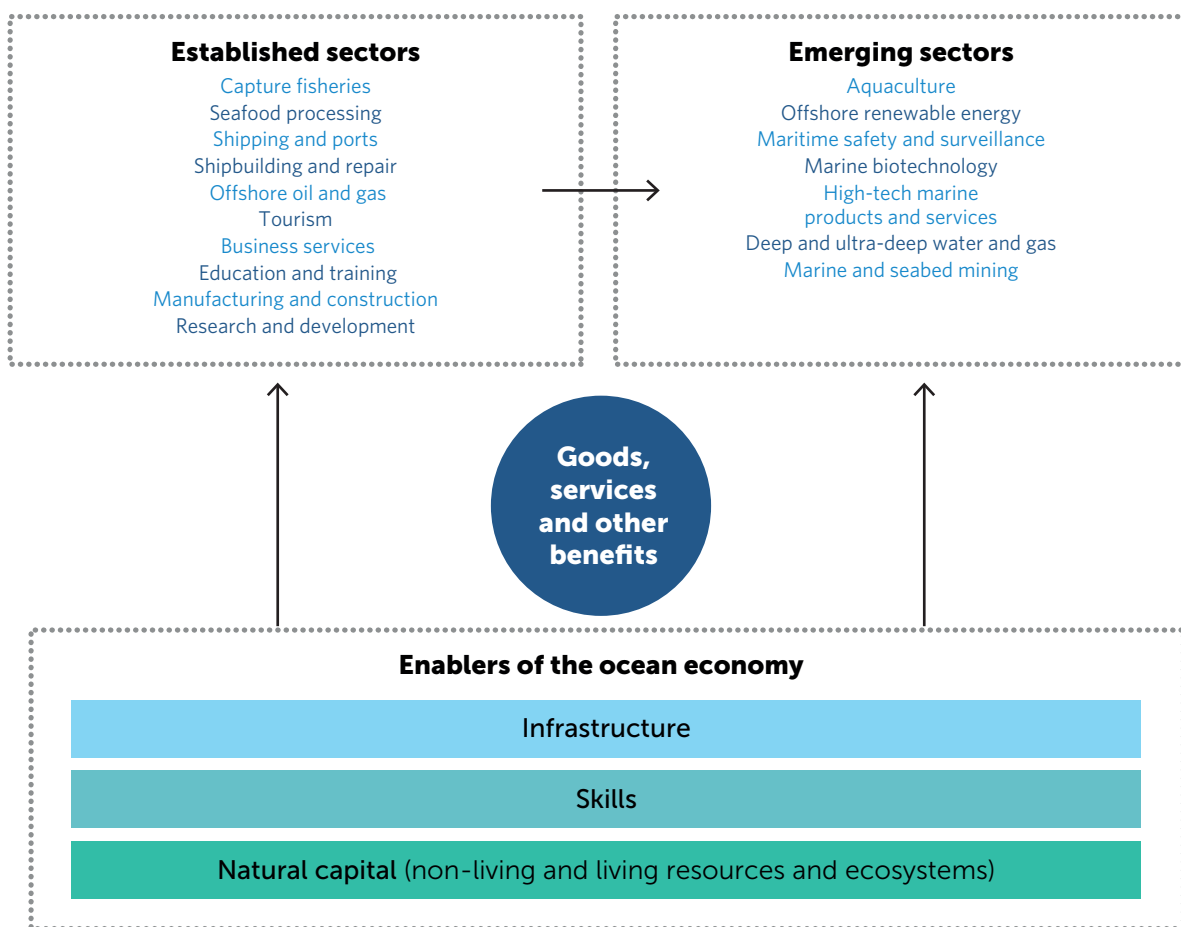 Established sectors
Capture fisheries
Seafood processing
Shipping and ports
Shipbuilding and repair
Offshore oil and gas
Tourism
Business services
Education and training
Manufacturing and construction
Research and development
Emerging sectors
Aquaculture
Offshore renewable energy
Maritime safety and surveillance
Marine biotechnology
High-tech marine
products and services
Deep and ultra-deep water and gas
Marine and seabed mining
Goods,
services
and other
benefits
Enablers of the ocean economy
Infrastructure
Skills
Natural capital (non-living and living resources and ecosystems)